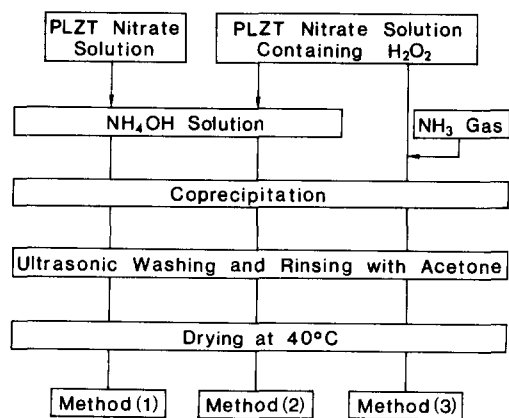 PLZT Nitrate
Solution
PLZT Nitrate Solution
Containing H₂O₂
NH₄OH Solution
NH₃ Gas
Coprecipitation
Ultrasonic Washing and Rinsing with Acetone
Drying at 40°C
Method(1)
Method(2)
Method(3)